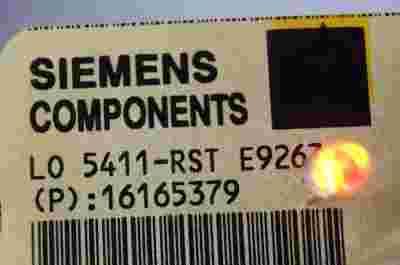 SIEMENS
COMPONENTS
LO 5411-RST
(P):16165379